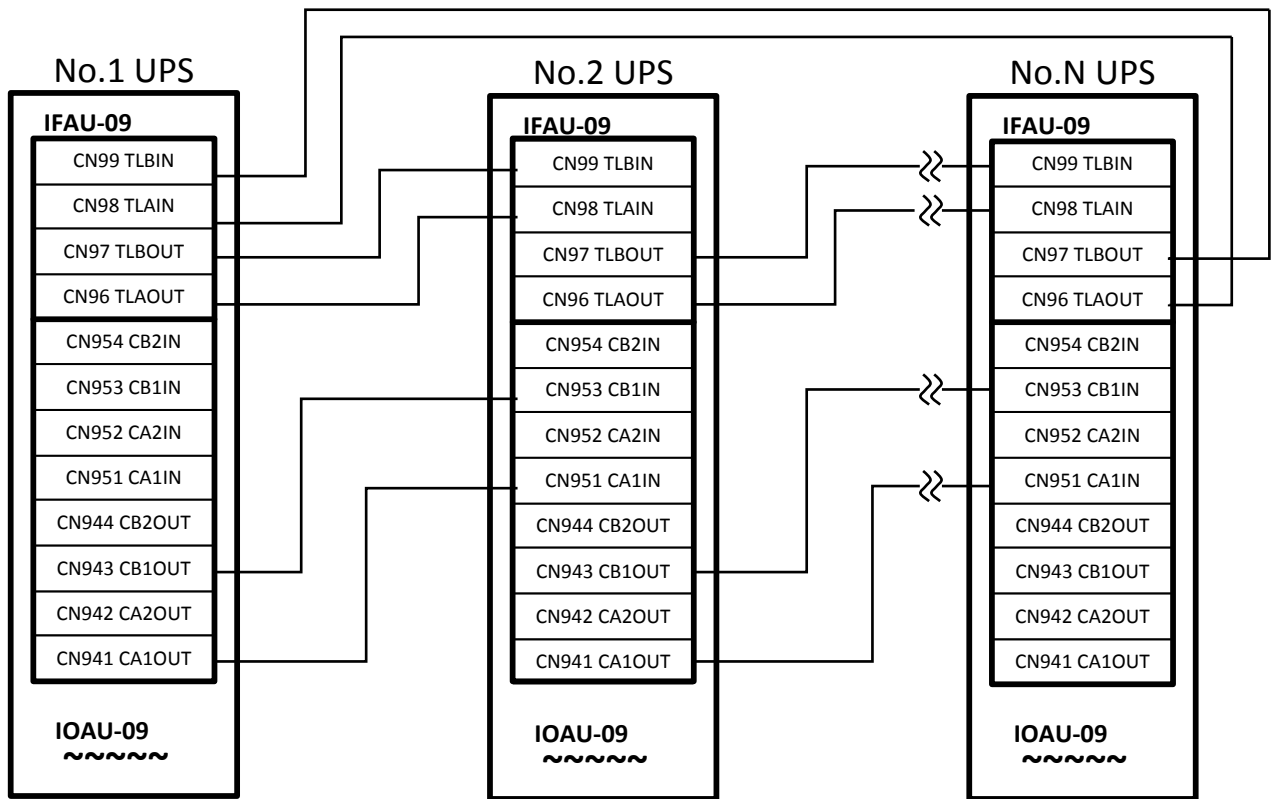 No.1 UPS
IFAU-09
CN99 TLBIN
CN98 TLAIN
CN97 TLBOUT
CN96 TLAOUT
CN954 CB2IN
CN953 CB1IN
CN952 CA2IN
CN951 CA1IN
CN944 CB2OUT
CN943 CB1OUT
CN942 CA2OUT
CN941 CA1OUT
IOAU-09
~~~~~
No.2 UPS
IFAU-09
CN99 TLBIN
CN98 TLAIN
CN97 TLBOUT
CN96 TLAOUT
CN954 CB2IN
CN953 CB1IN
CN952 CA2IN
CN951 CA1IN
CN944 CB2OUT
CN943 CB1OUT
CN942 CA2OUT
CN941 CA1OUT
IOAU-09
~~~~~
No.N UPS
IFAU-09
CN99 TLBIN
CN98 TLAIN
CN97 TLBOUT
CN96 TLAOUT
CN954 CB2IN
CN953 CB1IN
CN952 CA2IN
CN951 CA1IN
CN944 CB2OUT
CN943 CB1OUT
CN942 CA2OUT
CN941 CA1OUT
IOAU-09
~~~~~